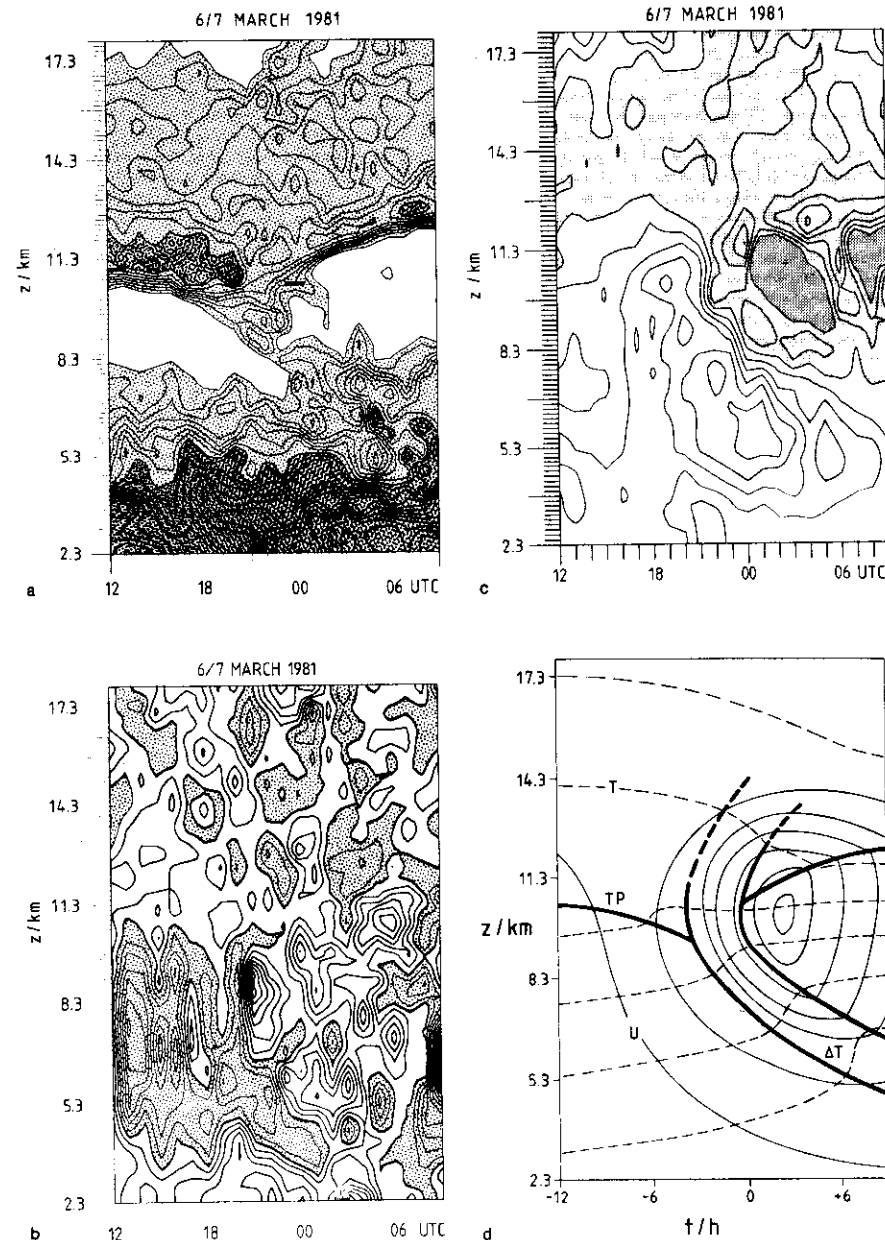 6/7 MARCH 1981
17.3
14.3
z / km
11.3
8.3
5.3
2.3
a
12 18 00 06 UTC
6/7 MARCH 1981
17.3
14.3
z / km
11.3
8.3
5.3
2.3
c
12 18 00 06 UTC
6/7 MARCH 1981
17.3
14.3
z / km
11.3
8.3
5.3
2.3
b
12 18 00 06 UTC
17.3
14.3
T
11.3
TP
z / km
8.3
U
ΔT
5.3
2.3
-12 -6 0 +6
d
t / h